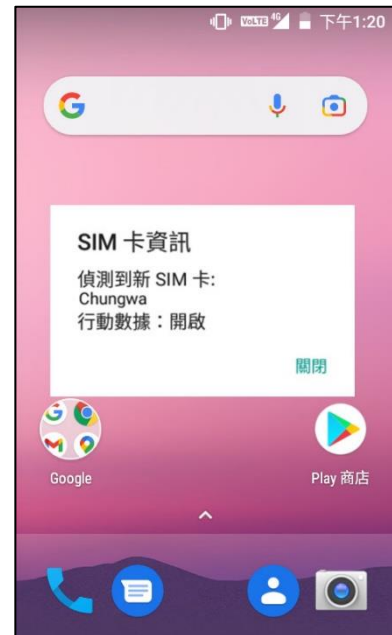 VoLTE 4G 下午1:20
SIM 卡資訊
偵測到新 SIM 卡:
Chungwa
行動數據：開啟
關閉
Google
Play 商店